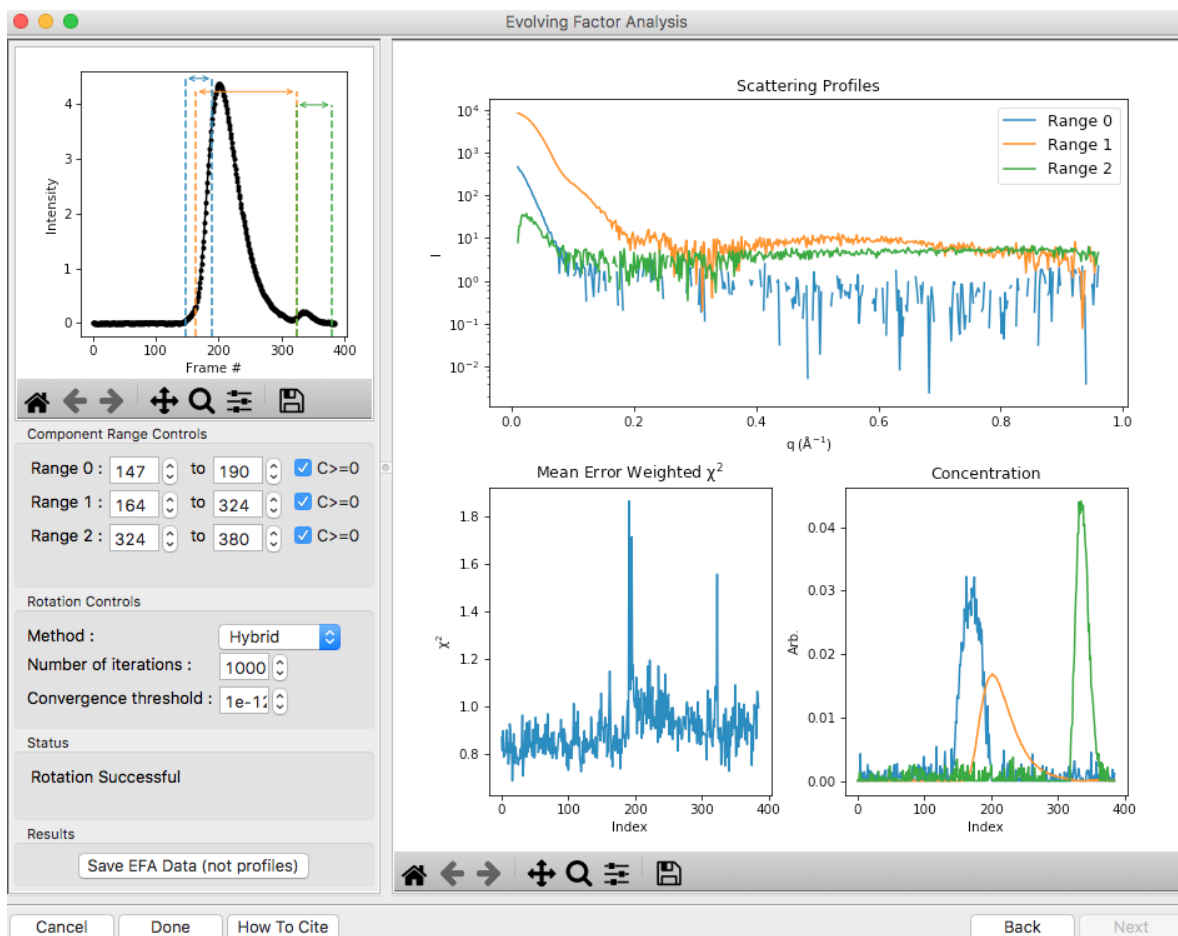 Evolving Factor Analysis
4
3
2
1
0
Intensity
0 100 200 300 400
Frame #
Component Range Controls
Range 0 : 147 to 190 C>=0
Range 1 : 164 to 324 C>=0
Range 2 : 324 to 380 C>=0
Rotation Controls
Method : Hybrid
Number of iterations : 1000
Convergence threshold : 1e-12
Status
Rotation Successful
Results
Save EFA Data (not profiles)
Scattering Profiles
10⁴
10³
10²
10¹
10⁰
10⁻¹
10⁻²
I
Range 0
Range 1
Range 2
0.0 0.2 0.4 0.6 0.8 1.0
q (Å⁻¹)
Mean Error Weighted χ²
1.8
1.6
1.4
1.2
1.0
0.8
χ²
0 100 200 300 400
Index
Concentration
0.04
0.03
0.02
0.01
0.00
Arb.
0 100 200 300 400
Index
Cancel Done How To Cite Back Next